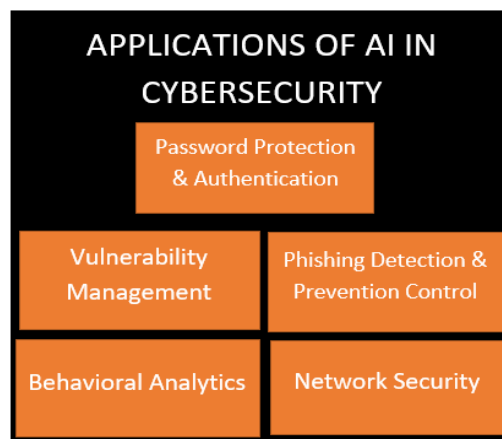 APPLICATIONS OF AI IN
CYBERSECURITY
Password Protection
& Authentication
Vulnerability
Management
Phishing Detection &
Prevention Control
Behavioral Analytics
Network Security